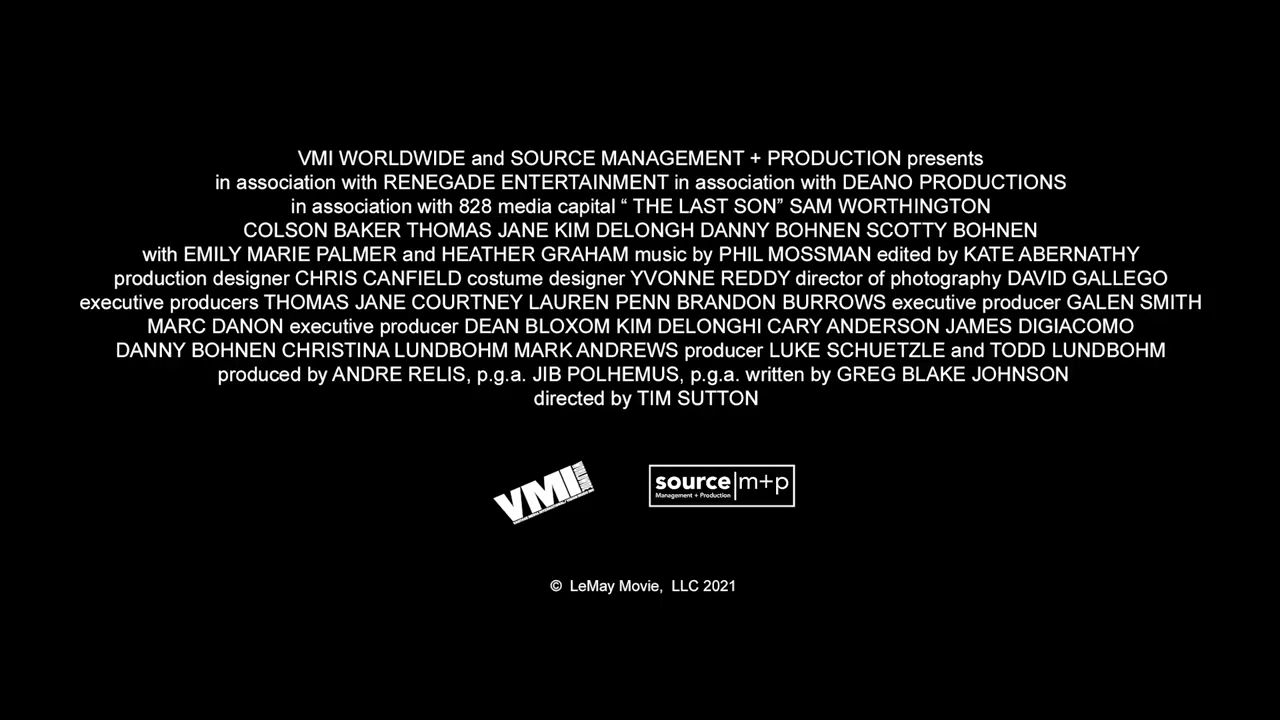 VMI WORLDWIDE and SOURCE MANAGEMENT + PRODUCTION presents
in association with RENEGADE ENTERTAINMENT in association with DEANO PRODUCTIONS
in association with 828 media capital “ THE LAST SON” SAM WORTHINGTON
COLSON BAKER THOMAS JANE KIM DELONGH DANNY BOHNEN SCOTTY BOHNEN
with EMILY MARIE PALMER and HEATHER GRAHAM music by PHIL MOSSMAN edited by KATE ABERNATHY
production designer CHRIS CANFIELD costume designer YVONNE REDDY director of photography DAVID GALLEGO
executive producers THOMAS JANE COURTNEY LAUREN PENN BRANDON BURROWS executive producer GALEN SMITH
MARC DANON executive producer DEAN BLOXOM KIM DELONGHI CARY ANDERSON JAMES DIGIACOMO
DANNY BOHNEN CHRISTINA LUNDBOHM MARK ANDREWS producer LUKE SCHUETZLE and TODD LUNDBOHM
produced by ANDRE RELIS, p.g.a. JIB POLHEMUS, p.g.a. written by GREG BLAKE JOHNSON
directed by TIM SUTTON
VMI
source|m+p
Management + Production
© LeMay Movie, LLC 2021